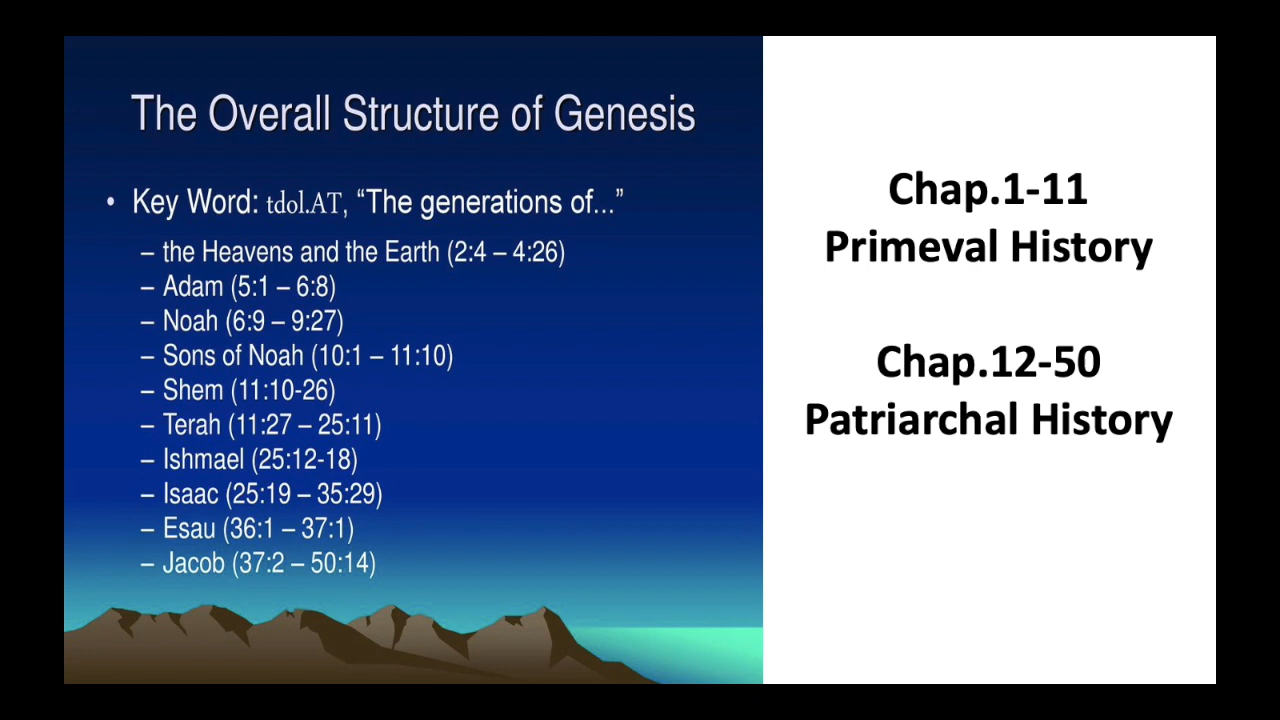 The Overall Structure of Genesis
• Key Word: tdol.AT, “The generations of...”
– the Heavens and the Earth (2:4 – 4:26)
– Adam (5:1 – 6:8)
– Noah (6:9 – 9:27)
– Sons of Noah (10:1 – 11:10)
– Shem (11:10-26)
– Terah (11:27 – 25:11)
– Ishmael (25:12-18)
– Isaac (25:19 – 35:29)
– Esau (36:1 – 37:1)
– Jacob (37:2 – 50:14)
Chap.1-11
Primeval History
Chap.12-50
Patriarchal History